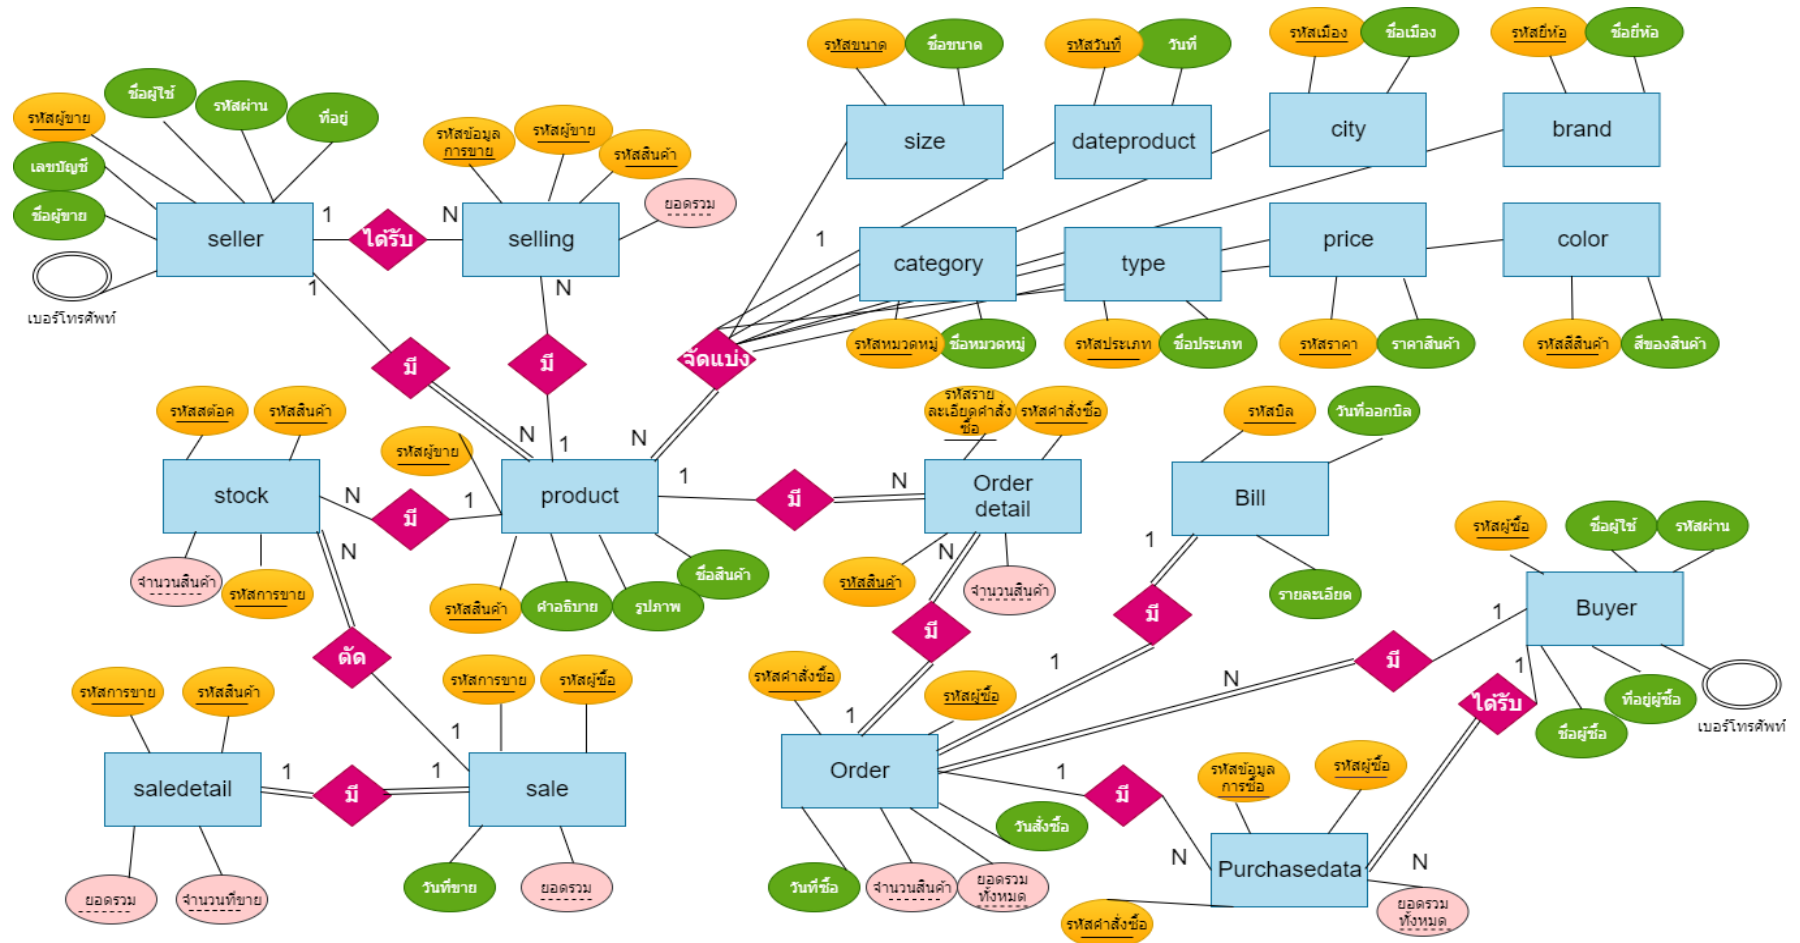 รหัสขนาด
ชื่อขนาด
รหัสวันที่
วันที่
รหัสเมือง
ชื่อเมือง
รหัสยี่ห้อ
ชื่อยี่ห้อ
size
dateproduct
city
brand
รหัสผู้ขาย
ชื่อผู้ใช้
รหัสผ่าน
ที่อยู่
เลขบัญชี
ชื่อผู้ขาย
เบอร์โทรศัพท์
seller
1
ได้รับ
N
รหัสข้อมูล
การขาย
รหัสผู้ขาย
รหัสสินค้า
ยอดรวม
selling
1
category
type
price
color
รหัสหมวดหมู่
ชื่อหมวดหมู่
รหัสประเภท
ชื่อประเภท
รหัสราคา
ราคาสินค้า
รหัสสีสินค้า
สีของสินค้า
1
มี
N
N
มี
1
จัดแบ่ง
N
รหัสสต้อค
รหัสสินค้า
stock
N
มี
1
จำนวนสินค้า
รหัสการขาย
รหัสผู้ขาย
product
รหัสสินค้า
คำอธิบาย
รูปภาพ
ชื่อสินค้า
1
มี
N
รหัสราย
ละเอียดคำสั่ง
ซื้อ
รหัสคำสั่งซื้อ
Order
detail
รหัสสินค้า
จำนวนสินค้า
รหัสบิล
วันที่ออกบิล
Bill
รายละเอียด
รหัสผู้ซื้อ
ชื่อผู้ใช้
รหัสผ่าน
Buyer
ชื่อผู้ซื้อ
ที่อยู่ผู้ซื้อ
เบอร์โทรศัพท์
N
ตัด
1
N
มี
1
1
มี
1
N
มี
1
1
ได้รับ
N
รหัสการขาย
รหัสสินค้า
saledetail
ยอดรวม
จำนวนที่ขาย
1
มี
1
รหัสการขาย
รหัสผู้ซื้อ
sale
วันที่ขาย
ยอดรวม
รหัสคำสั่งซื้อ
รหัสผู้ซื้อ
Order
วันที่ซื้อ
จำนวนสินค้า
ยอดรวม
ทั้งหมด
วันสั่งซื้อ
1
มี
N
รหัสข้อมูล
การซื้อ
รหัสผู้ซื้อ
Purchasedata
รหัสคำสั่งซื้อ
ยอดรวม
ทั้งหมด